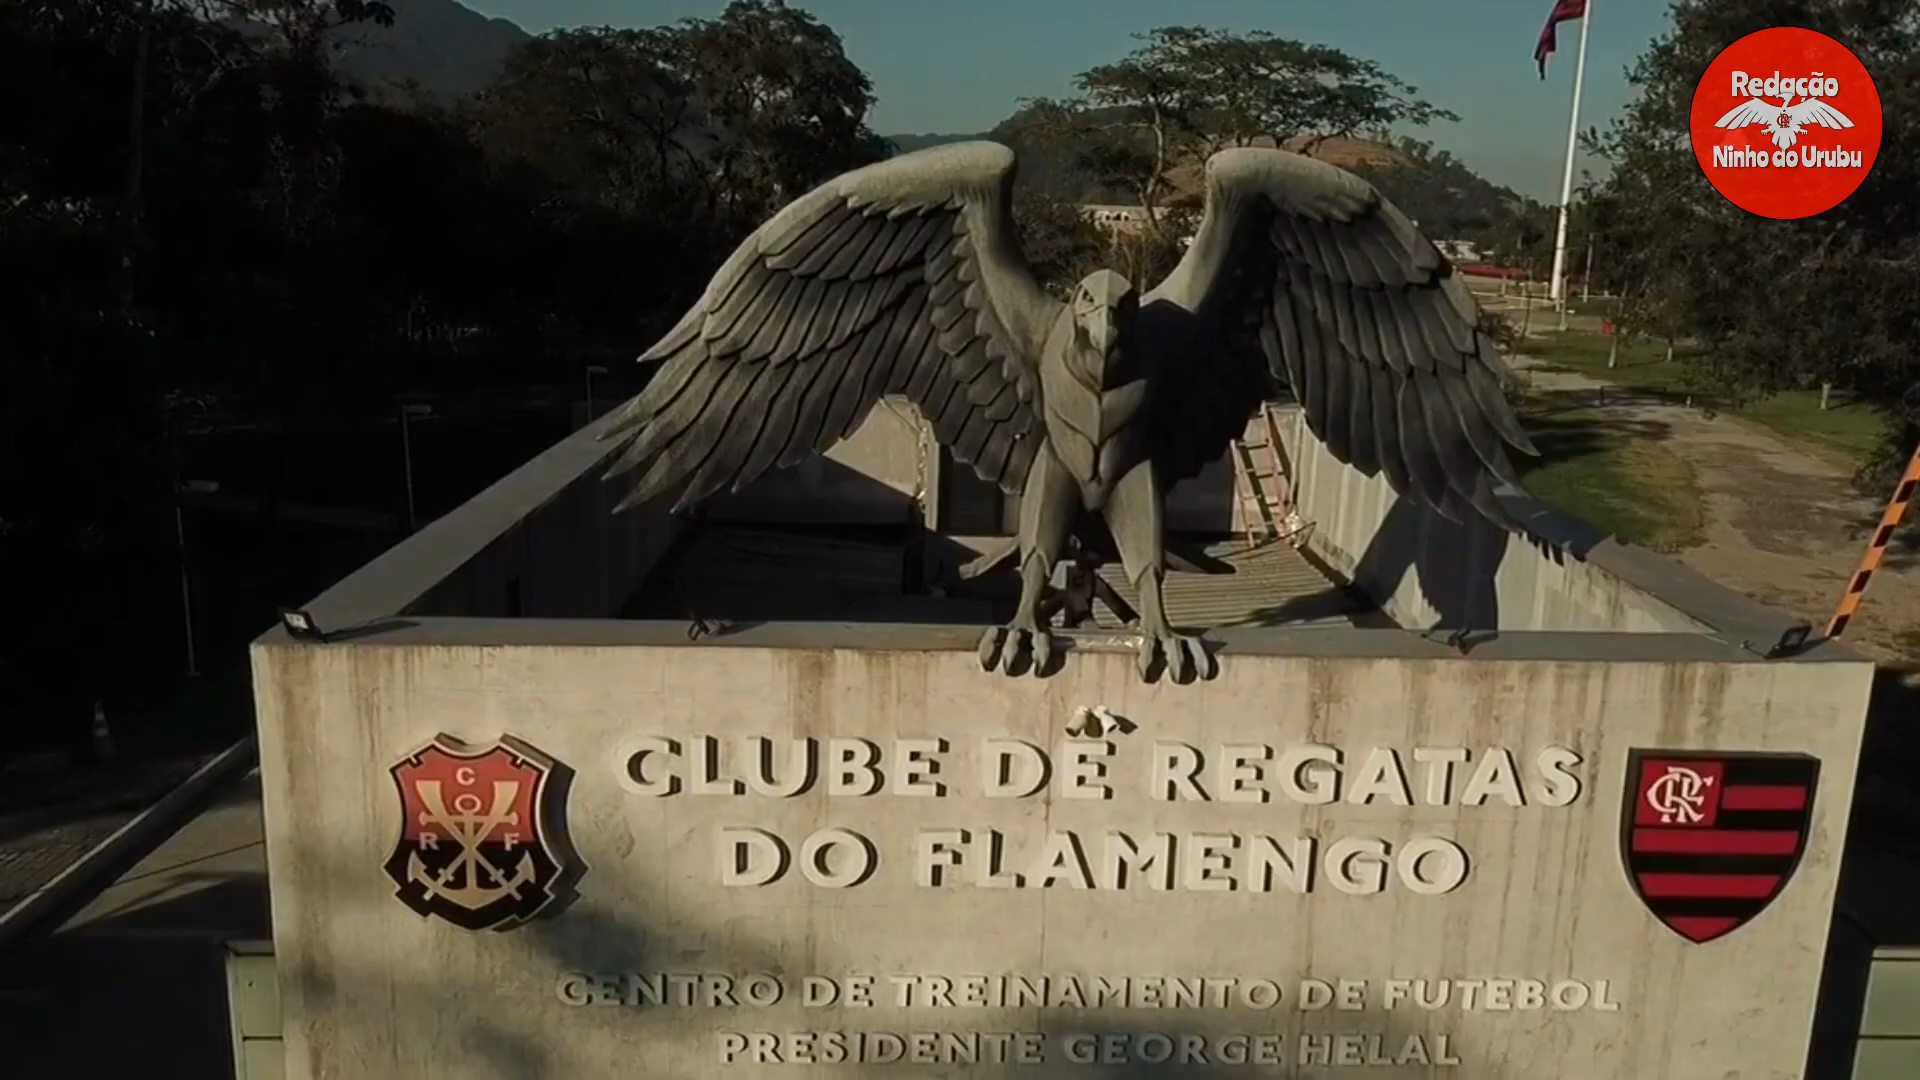 Redação
Ninho do Urubu
CLUBE DE REGATAS
DO FLAMENGO
C
R F
CRF
CENTRO DE TREINAMENTO DE FUTEBOL
PRESIDENTE GEORGE HELAL